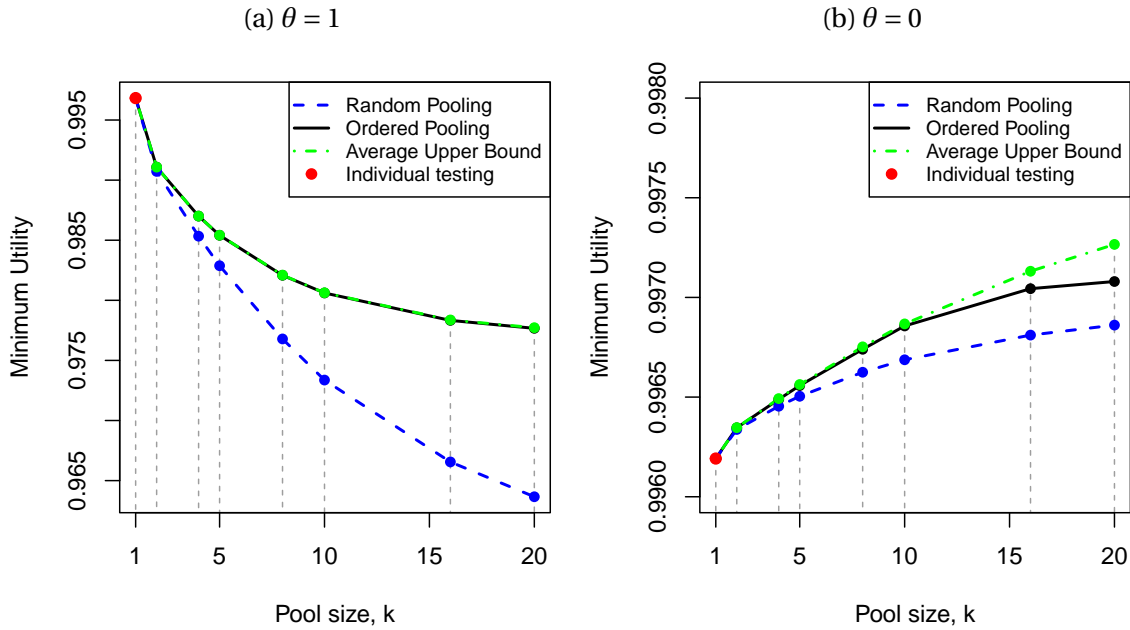 (a) θ = 1
Minimum Utility
0.965
0.975
0.985
0.995
Random Pooling
Ordered Pooling
Average Upper Bound
Individual testing
1
5
10
15
20
Pool size, k
(b) θ = 0
Minimum Utility
0.9960
0.9965
0.9970
0.9975
0.9980
Random Pooling
Ordered Pooling
Average Upper Bound
Individual testing
1
5
10
15
20
Pool size, k